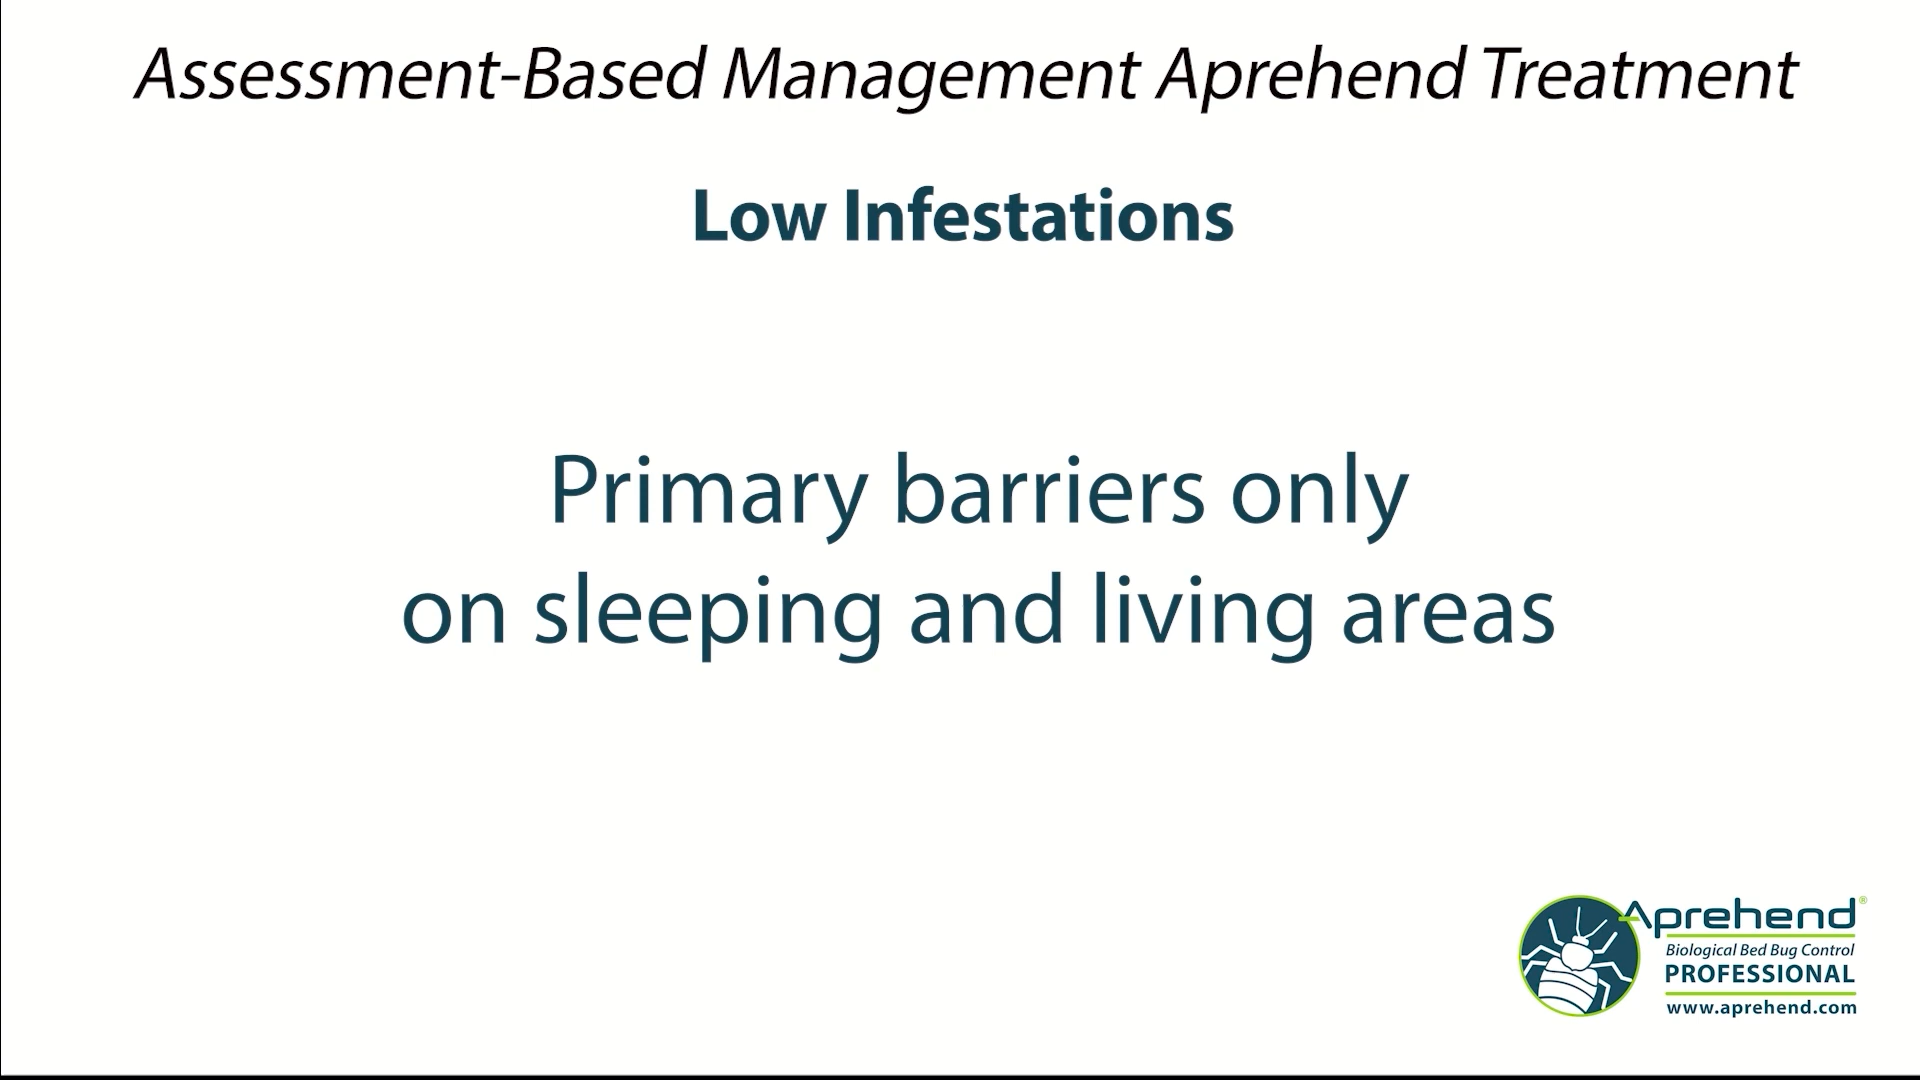 Assessment-Based Management Aprehend Treatment
Low Infestations
Primary barriers only
on sleeping and living areas
Aprehend®
Biological Bed Bug Control
PROFESSIONAL
www.aprehend.com